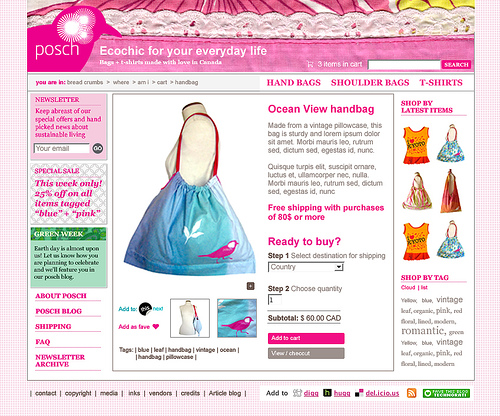 posch
Ecochic for your everyday life
Bags + t-shirts made with love in Canada
3 items in cart
SEARCH
you are in: bread crumbs > where > am i > cart > handbag
HAND BAGS SHOULDER BAGS T-SHIRTS
NEWSLETTER
Keep abreast of our
special offers and hand
picked news about
sustainable living.
Your email
GO
SPECIAL SALE
This week only!
25% off on all
items tagged
"blue" + "pink"
GREEN WEEK
Earth day is almost upon
us! Let us know how you
are planning to celebrate
and we'll feature you in
our posch blog.
ABOUT POSCH
POSCH BLOG
SHIPPING
FAQ
NEWSLETTER
ARCHIVE
Add to: this next
Add as fave
Tags: | blue | leaf | handbag | vintage | ocean |
| handbag | pillowcase |
Ocean View handbag
Made from a vintage pillowcase, this
bag is sturdy and lorem ipsum dolor
sit amet. Morbi mauris leo, rutrum
sed, dictum sed, egestas id, nunc.
Quisque turpis elit, suscipit ornare,
luctus et, ullamcorper nec, nulla.
Morbi mauris leo, rutrum sed, dictum
sed, egestas id, nunc
Free shipping with purchases
of 80$ or more
Ready to buy?
Step 1 Select destination for shipping
Country
Step 2 Choose quantity
1
Subtotal: $ 60.00 CAD
Add to cart
View / checcut
SHOP BY
LATEST ITEMS
SHOP BY TAG
Cloud | list
Yellow, blue, vintage
leaf, organic, pink, red
floral, lined, modern,
romantic, green
Yellow, blue, vintage
leaf, organic, pink, red
floral, lined, modern
| contact | copyright | media | inks | vendors | credits | Article blog |
Add to digg hugg del.icio.us